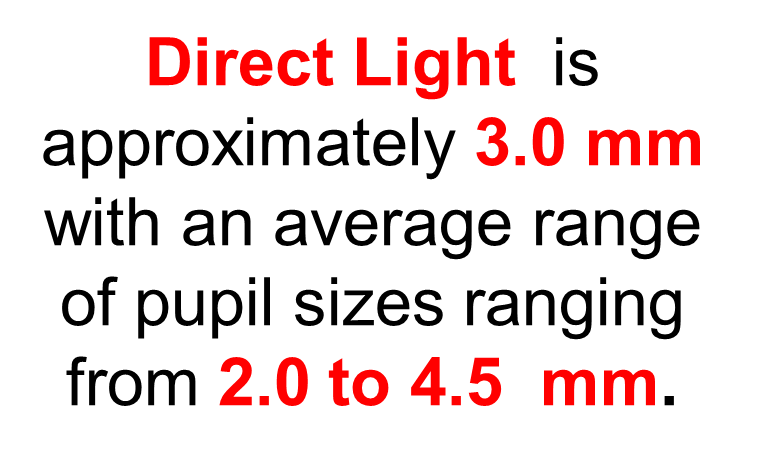 Direct Light is
approximately 3.0 mm
with an average range
of pupil sizes ranging
from 2.0 to 4.5 mm.